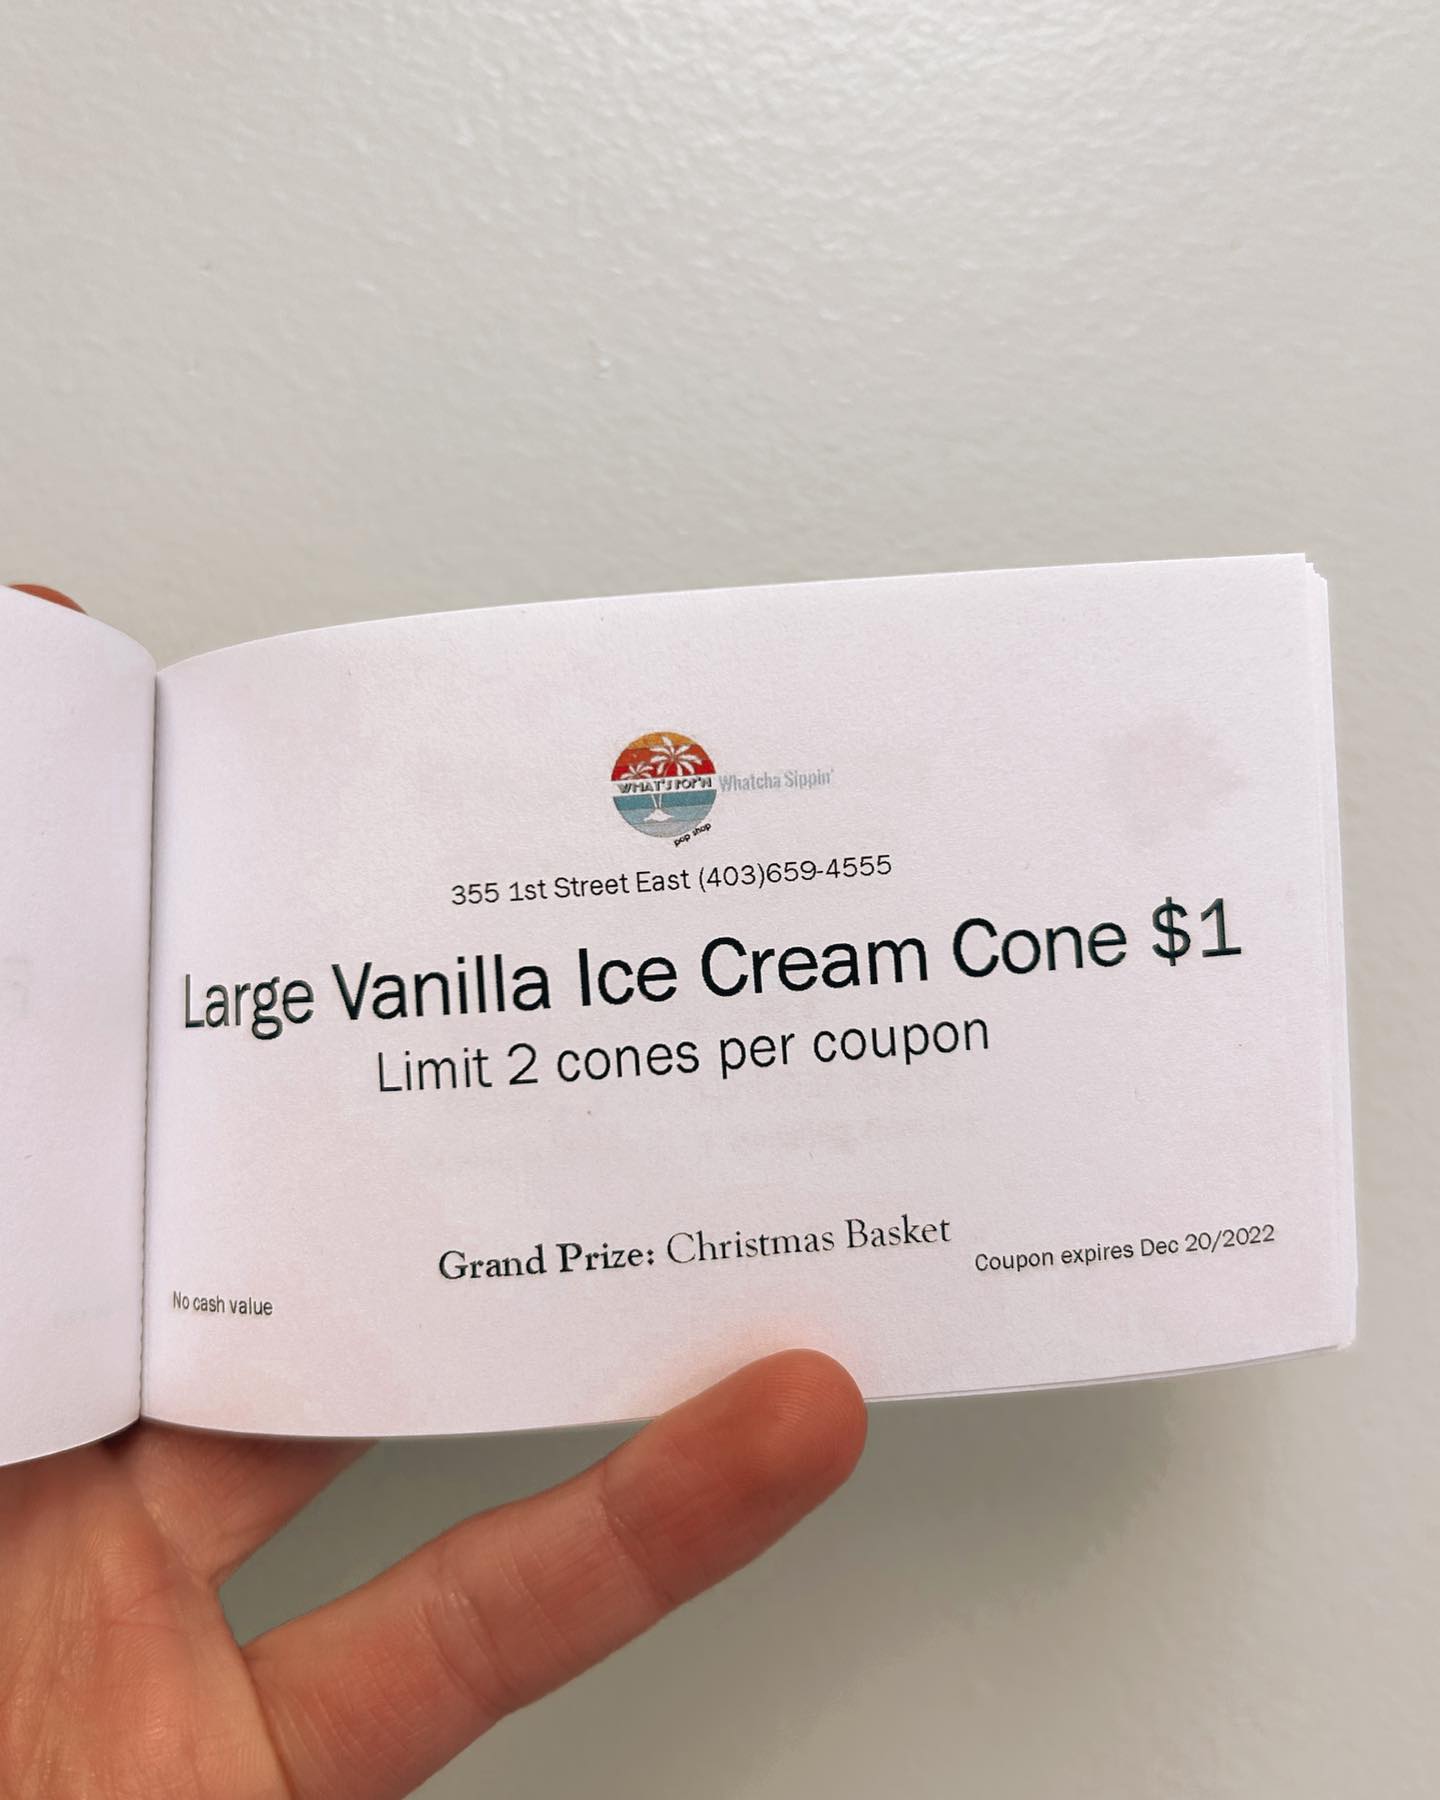 WHAT'S POP'N
Whatcha Sippin'
pop shop
355 1st Street East (403)659-4555
Large Vanilla Ice Cream Cone $1
Limit 2 cones per coupon
Grand Prize: Christmas Basket
Coupon expires Dec 20/2022
No cash value